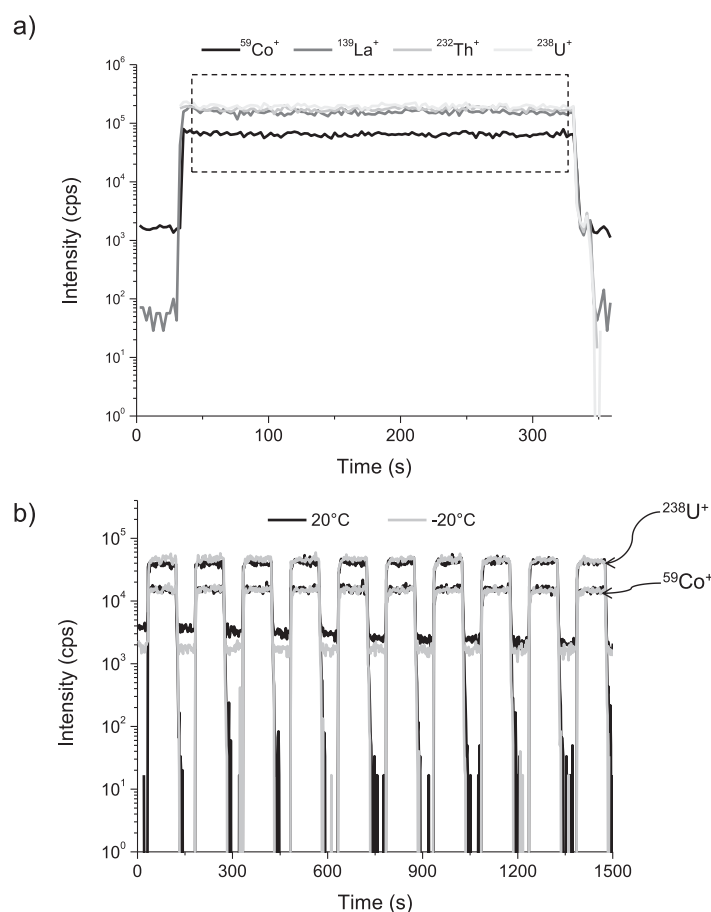 a)
⁵⁹Co⁺ ¹³⁹La⁺ ²³²Th⁺ ²³⁸U⁺
10⁶
10⁵
10⁴
10³
10²
10¹
10⁰
Intensity (cps)
0 100 200 300
Time (s)
b)
20°C -20°C
²³⁸U⁺
⁵⁹Co⁺
10⁵
10⁴
10³
10²
10¹
10⁰
Intensity (cps)
0 300 600 900 1200 1500
Time (s)